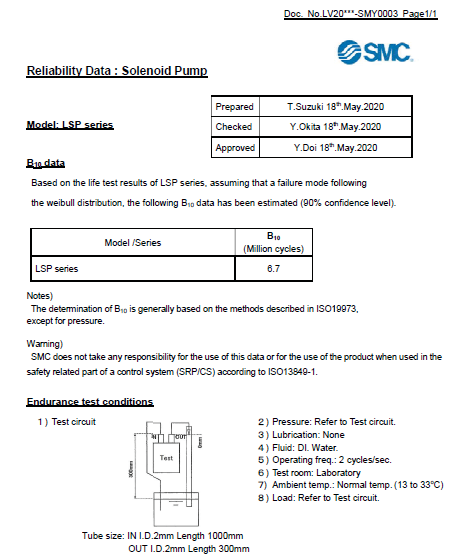 Doc. No.LV20***-SMY0003 Page1/1
SMC
Reliability Data : Solenoid Pump
Prepared T.Suzuki 18th.May.2020
Model: LSP series Checked Y.Okita 18th.May.2020
Approved Y.Doi 18th.May.2020
B10 data
Based on the life test results of LSP series, assuming that a failure mode following
the weibull distribution, the following B10 data has been estimated (90% confidence level).
Model /Series B10
(Million cycles)
LSP series 6.7
Notes)
The determination of B10 is generally based on the methods described in ISO19973,
except for pressure.
Warning)
SMC does not take any responsibility for the use of this data or for the use of the product when used in the
safety related part of a control system (SRP/CS) according to ISO13849-1.
Endurance test conditions
1 ) Test circuit
IN OUT
0mm
Test
300mm
Tube size: IN I.D.2mm Length 1000mm
OUT I.D.2mm Length 300mm
2 ) Pressure: Refer to Test circuit.
3 ) Lubrication: None
4 ) Fluid: DI. Water.
5 ) Operating freq.: 2 cycles/sec.
6 ) Test room: Laboratory
7) Ambient temp.: Normal temp. (13 to 33°C)
8 ) Load: Refer to Test circuit.